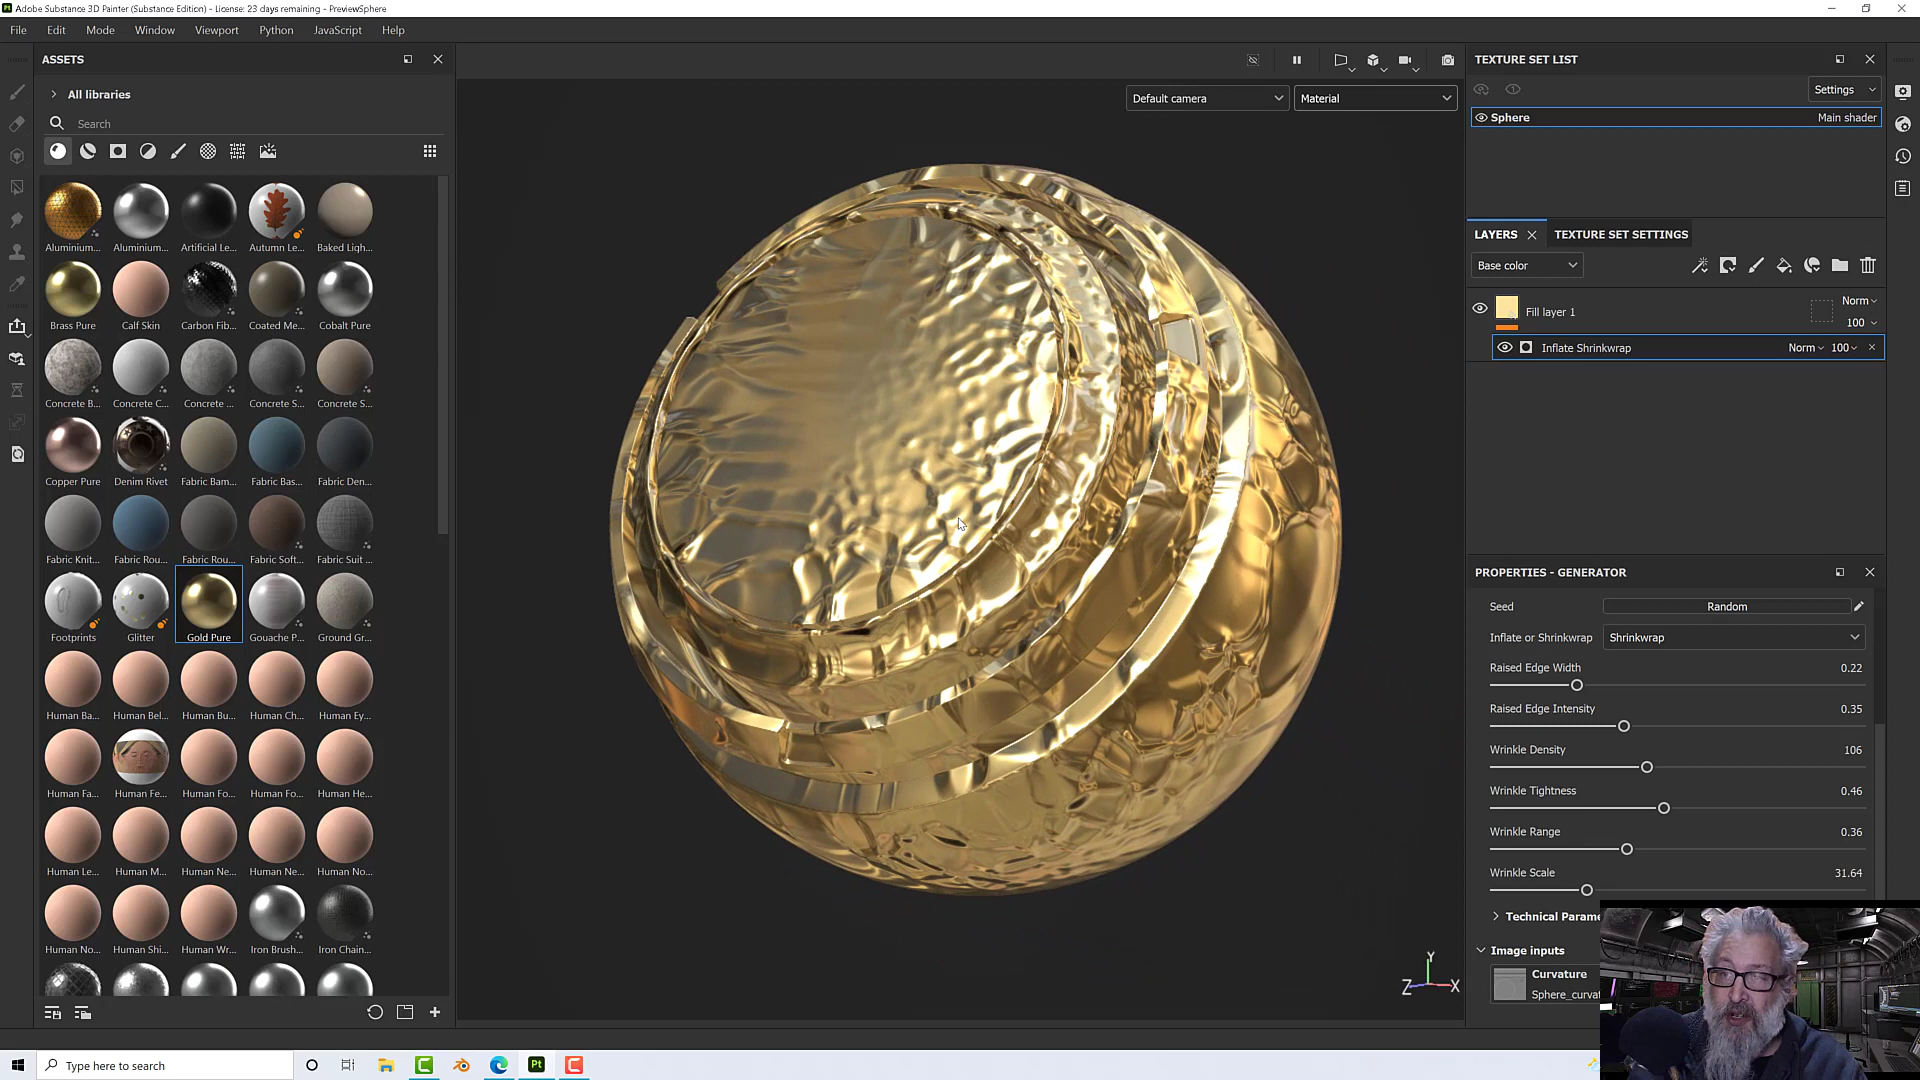 Adobe Substance 3D Painter (Substance Edition) - License: 23 days remaining - PreviewSphere
File Edit Mode Window Viewport Python JavaScript Help
ASSETS
All libraries
Search
Aluminium... Aluminium... Artificial Le... Autumn Le... Baked Ligh...
Brass Pure Calf Skin Carbon Fib... Coated Me... Cobalt Pure
Concrete B... Concrete C... Concrete ... Concrete S... Concrete S...
Copper Pure Denim Rivet Fabric Bam... Fabric Bas... Fabric Den...
Fabric Knit... Fabric Rou... Fabric Rou... Fabric Soft... Fabric Suit ...
Footprints Glitter Gold Pure Gouache P... Ground Gr...
Human Ba... Human Bel... Human Bu... Human Ch... Human Ey...
Human Fa... Human Fe... Human Fo... Human Fo... Human He...
Human Le... Human M... Human Ne... Human Ne... Human No...
Human No... Human Shi... Human Wr... Iron Brush... Iron Chain...
Default camera Material
Y
Z X
TEXTURE SET LIST
Settings
Sphere Main shader
LAYERS TEXTURE SET SETTINGS
Base color
Fill layer 1 Norm
100
Inflate Shrinkwrap Norm 100
PROPERTIES - GENERATOR
Seed Random
Inflate or Shrinkwrap Shrinkwrap
Raised Edge Width 0.22
Raised Edge Intensity 0.35
Wrinkle Density 106
Wrinkle Tightness 0.46
Wrinkle Range 0.36
Wrinkle Scale 31.64
Technical Parame
Image inputs
Curvature
Sphere_curvat
Type here to search
Pt